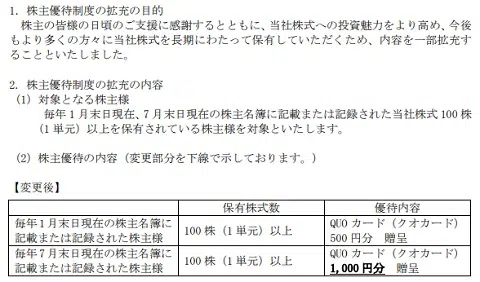 1. 株主優待制度の拡充の目的
株主の皆様の日頃のご支援に感謝するとともに、当社株式への投資魅力をより高め、今後
もより多くの方々に当社株式を長期にわたって保有していただくため、内容を一部拡充す
ることといたしました。
2. 株主優待制度の拡充の内容
(1) 対象となる株主様
毎年1月末日現在、7月末日現在の株主名簿に記載または記録された当社株式100株
(1単元)以上を保有されている株主様を対象といたします。
(2) 株主優待の内容(変更部分を下線で示しております。)
【変更後】
保有株式数 優待内容
毎年1月末日現在の株主名簿に
記載または記録された株主様
100株(1単元)以上
QUOカード(クオカード)
500円分 贈呈
毎年7月末日現在の株主名簿に
記載または記録された株主様
100株(1単元)以上
QUOカード(クオカード)
1,000円分 贈呈